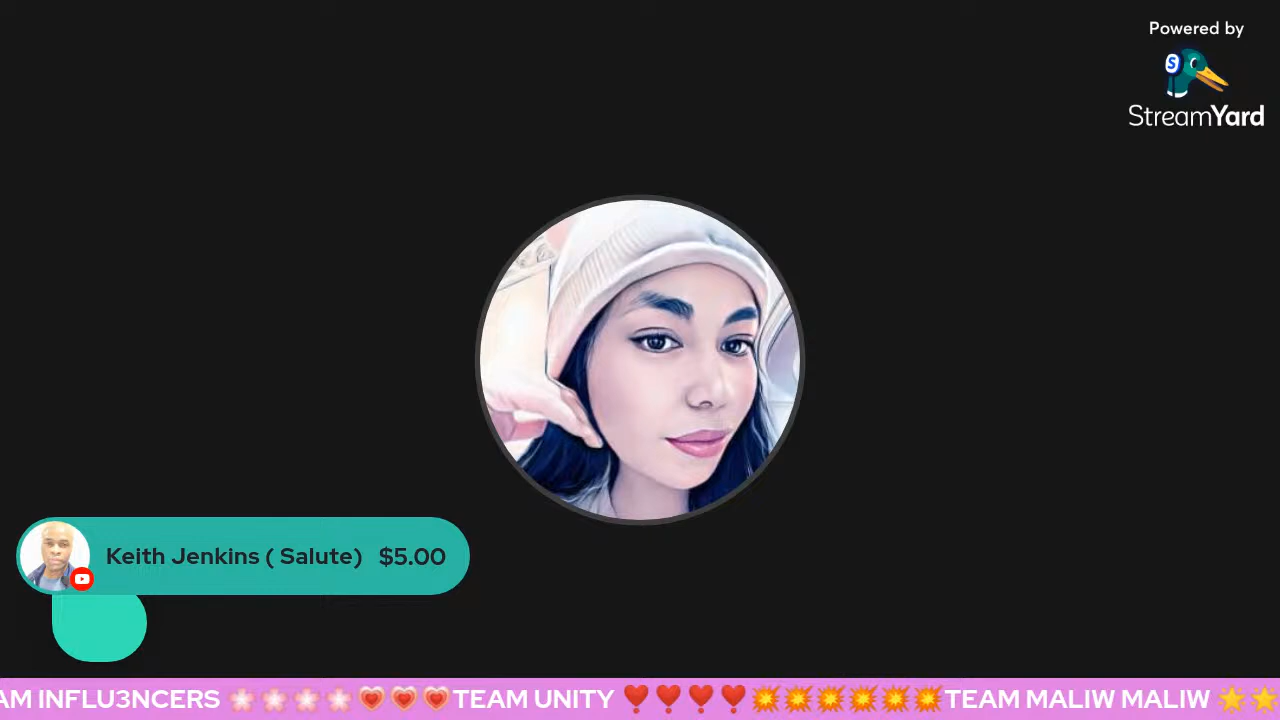 Powered by
S
StreamYard
Keith Jenkins ( Salute) $5.00
AM INFLU3NCERS 🌸🌸🌸🌸💗💗💗TEAM UNITY ❣️❣️❣️❣️💥💥💥💥💥💥TEAM MALIW MALIW 🌟🌟